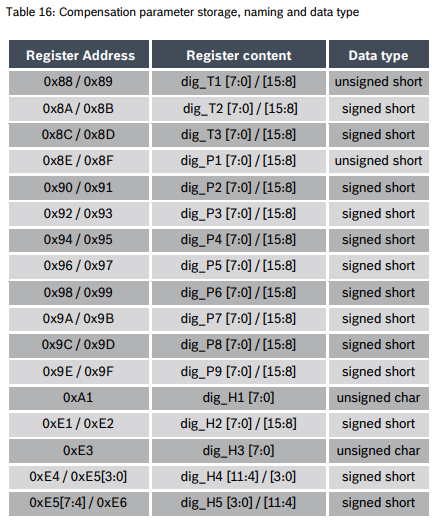 Table 16: Compensation parameter storage, naming and data type
Register Address Register content Data type
0x88 / 0x89 dig_T1 [7:0] / [15:8] unsigned short
0x8A / 0x8B dig_T2 [7:0] / [15:8] signed short
0x8C / 0x8D dig_T3 [7:0] / [15:8] signed short
0x8E / 0x8F dig_P1 [7:0] / [15:8] unsigned short
0x90 / 0x91 dig_P2 [7:0] / [15:8] signed short
0x92 / 0x93 dig_P3 [7:0] / [15:8] signed short
0x94 / 0x95 dig_P4 [7:0] / [15:8] signed short
0x96 / 0x97 dig_P5 [7:0] / [15:8] signed short
0x98 / 0x99 dig_P6 [7:0] / [15:8] signed short
0x9A / 0x9B dig_P7 [7:0] / [15:8] signed short
0x9C / 0x9D dig_P8 [7:0] / [15:8] signed short
0x9E / 0x9F dig_P9 [7:0] / [15:8] signed short
0xA1 dig_H1 [7:0] unsigned char
0xE1 / 0xE2 dig_H2 [7:0] / [15:8] signed short
0xE3 dig_H3 [7:0] unsigned char
0xE4 / 0xE5[3:0] dig_H4 [11:4] / [3:0] signed short
0xE5[7:4] / 0xE6 dig_H5 [3:0] / [11:4] signed short